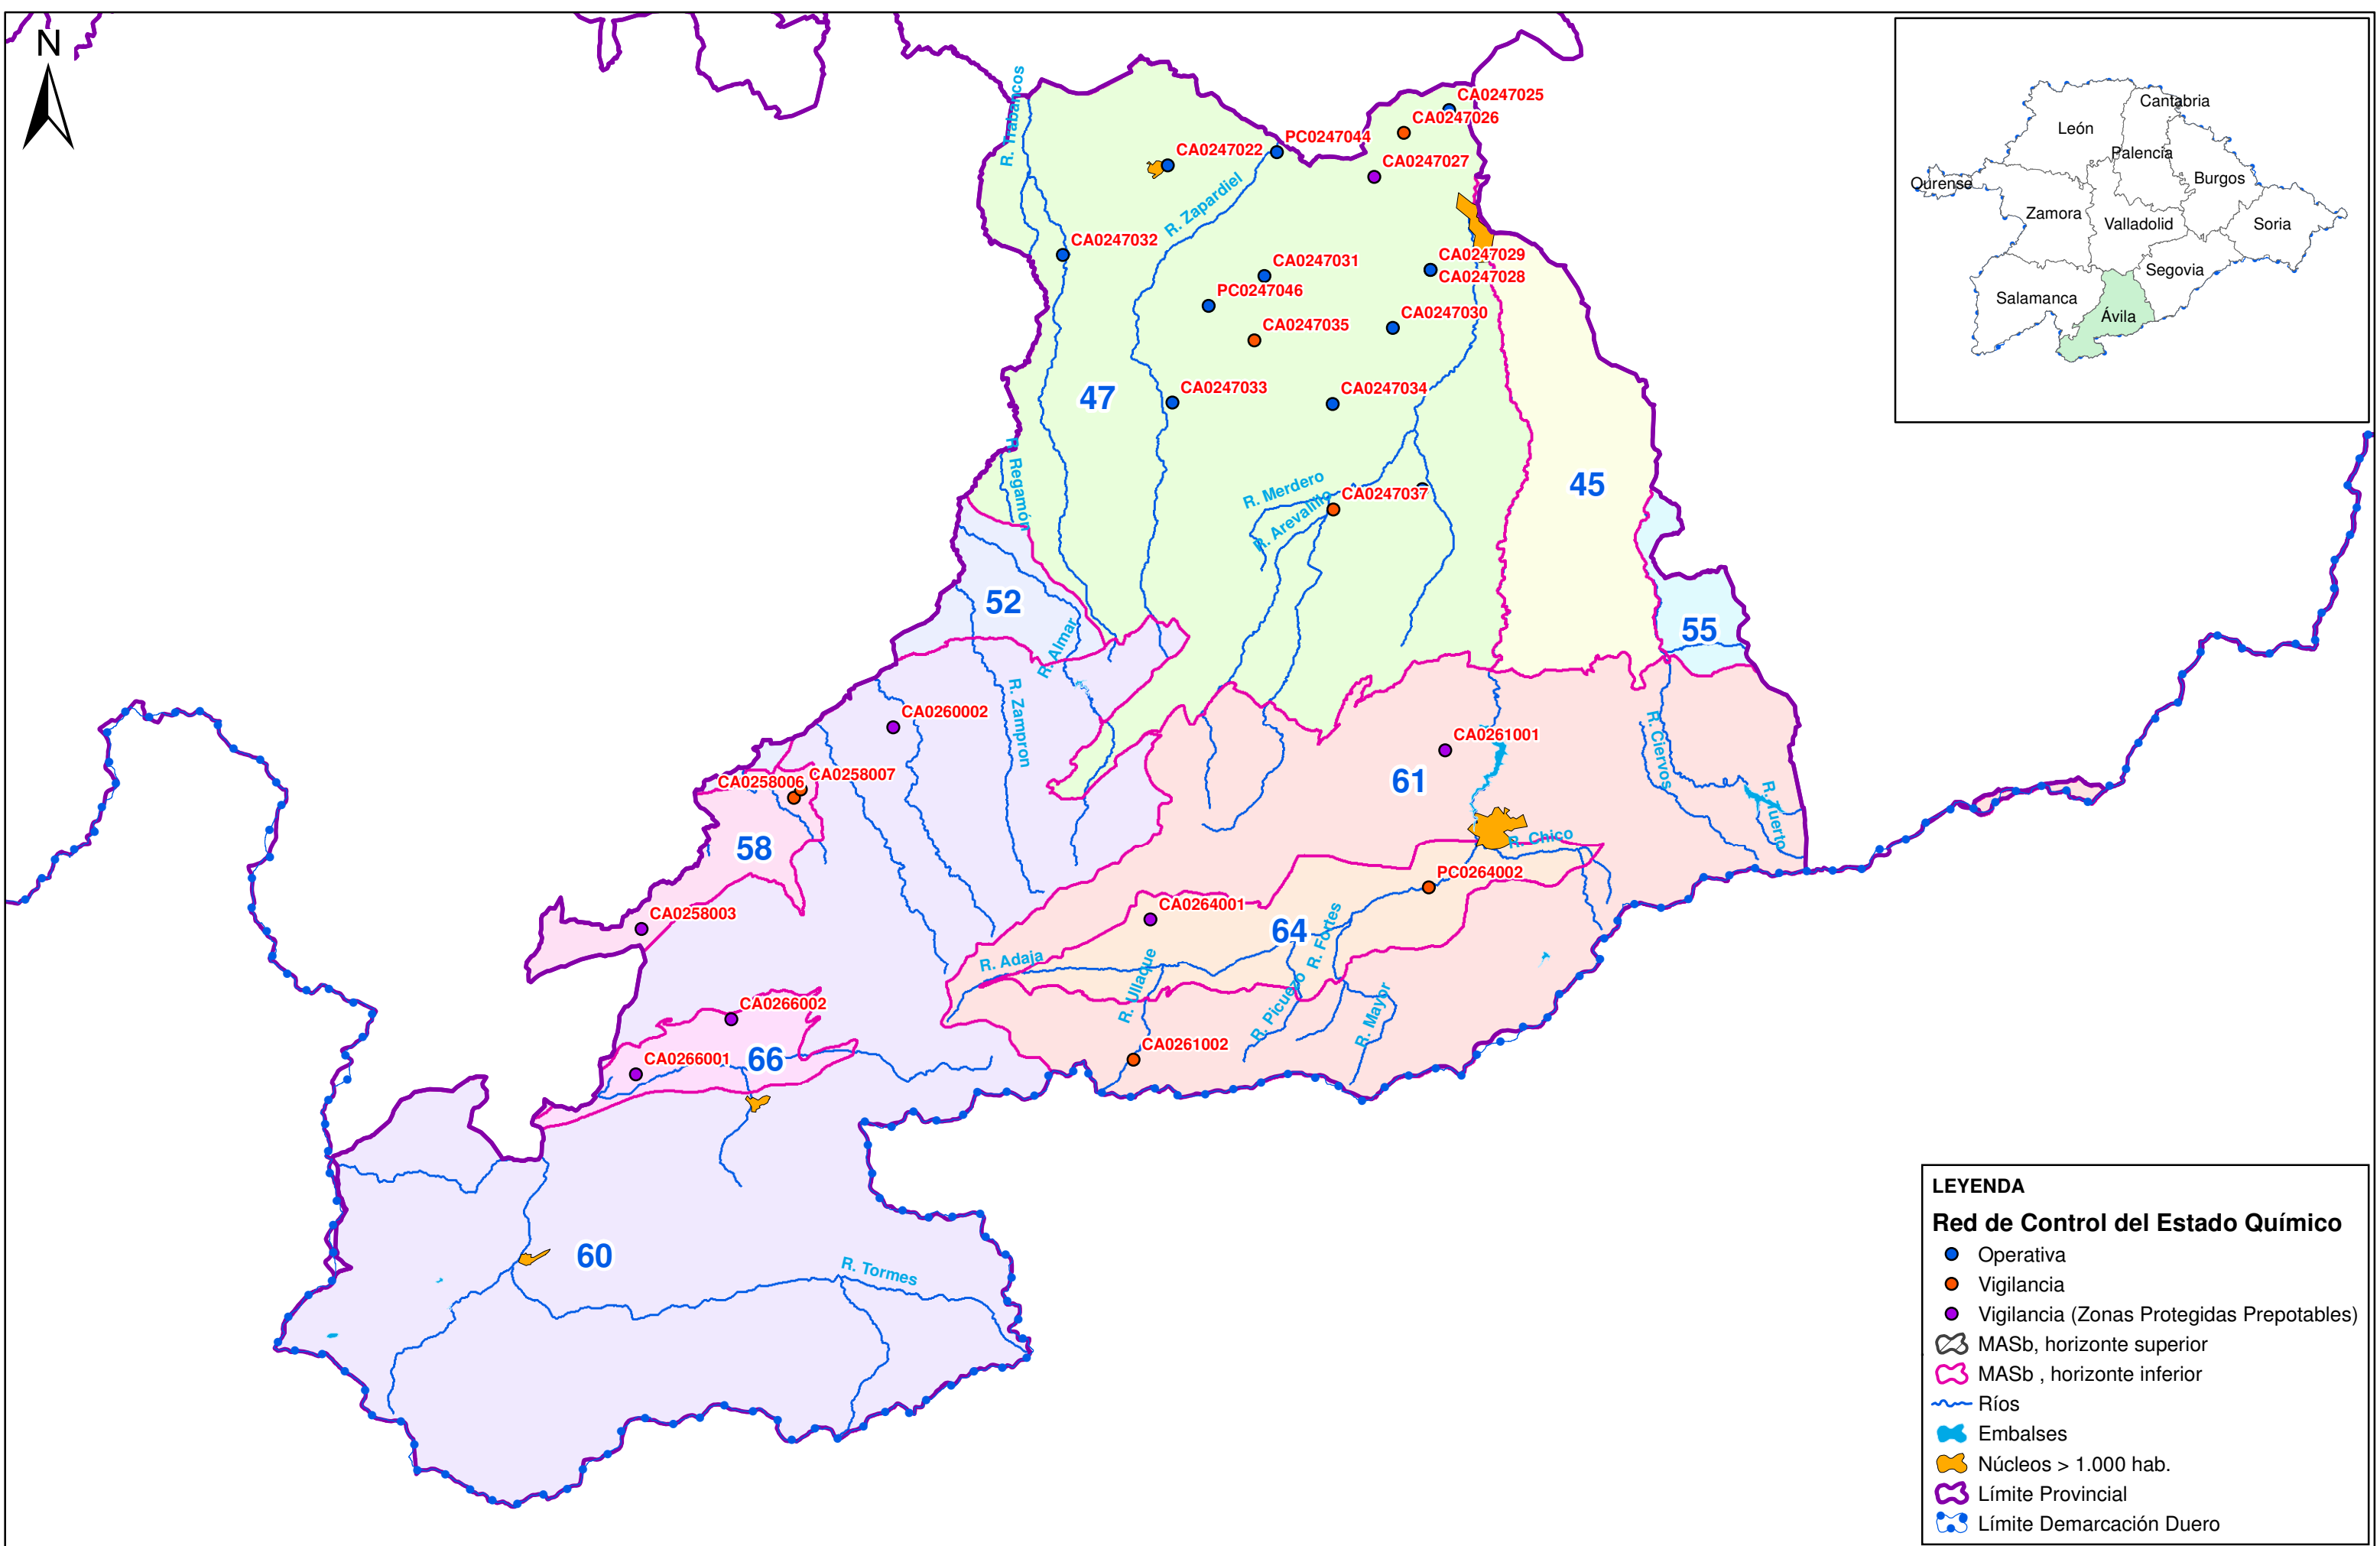 N
R. Trabancos
CA0247025
CA0247026
PC0247044
CA0247022
CA0247027
R. Zapardiel
CA0247032
CA0247029
CA0247031
CA0247028
PC0247046
CA0247030
CA0247035
CA0247033
CA0247034
47
R. Regamón
45
R. Merdero
CA0247037
R. Arevalillo
52
55
R. Almar
R. Zampron
CA0260002
R. Ciervos
CA0261001
CA0258007
CA0258006
61
R. Tuerto
58
R. Chico
PC0264002
CA0264001
CA0258003
64
R. Fortes
R. Adaja
R. Ullaque
R. Picuezo
R. Mayor
CA0266002
CA0261002
CA0266001
66
60
R. Tormes
Cantabria
León
Palencia
Burgos
Ourense
Zamora
Valladolid
Soria
Segovia
Salamanca
Ávila
LEYENDA
Red de Control del Estado Químico
Operativa
Vigilancia
Vigilancia (Zonas Protegidas Prepotables)
MASb, horizonte superior
MASb , horizonte inferior
Ríos
Embalses
Núcleos > 1.000 hab.
Límite Provincial
Límite Demarcación Duero